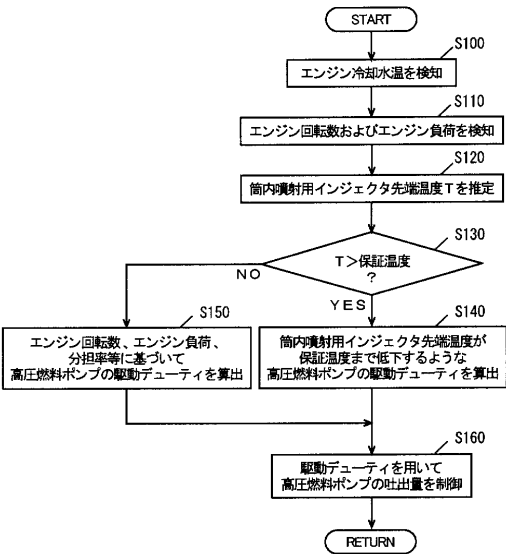 START
S100
エンジン冷却水温を検知
S110
エンジン回転数およびエンジン負荷を検知
S120
筒内噴射用インジェクタ先端温度Tを推定
S130
T>保証温度
?
NO
YES
S150
エンジン回転数、エンジン負荷、
分担率等に基づいて
高圧燃料ポンプの駆動デューティを算出
S140
筒内噴射用インジェクタ先端温度が
保証温度まで低下するような
高圧燃料ポンプの駆動デューティを算出
S160
駆動デューティを用いて
高圧燃料ポンプの吐出量を制御
RETURN